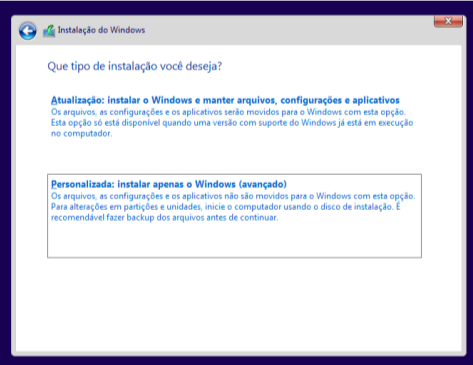 Instalação do Windows
Que tipo de instalação você deseja?
Atualização: instalar o Windows e manter arquivos, configurações e aplicativos
Os arquivos, as configurações e os aplicativos serão movidos para o Windows com esta opção.
Esta opção só está disponível quando uma versão com suporte do Windows já está em execução
no computador.
Personalizada: instalar apenas o Windows (avançado)
Os arquivos, as configurações e os aplicativos não são movidos para o Windows com esta opção.
Para alterações em partições e unidades, inicie o computador usando o disco de instalação. É
recomendável fazer backup dos arquivos antes de continuar.